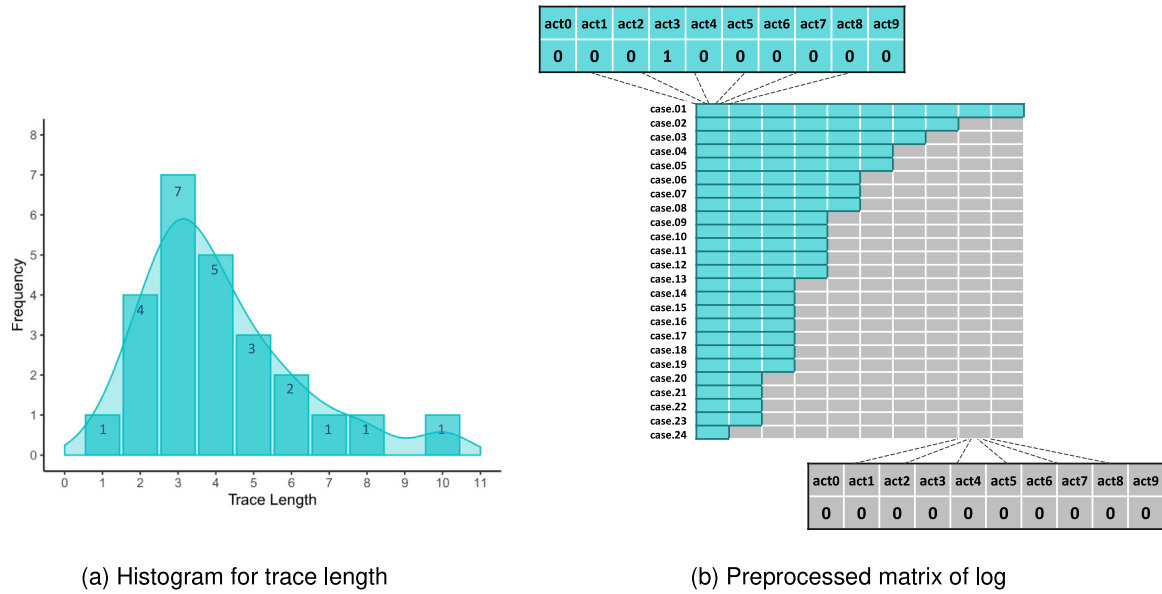 act0 act1 act2 act3 act4 act5 act6 act7 act8 act9
0 0 0 1 0 0 0 0 0 0
Frequency
8
7
6
5
4
3
2
1
0
1
4
7
5
3
2
1
1
1
0 1 2 3 4 5 6 7 8 9 10 11
Trace Length
(a) Histogram for trace length
case.01
case.02
case.03
case.04
case.05
case.06
case.07
case.08
case.09
case.10
case.11
case.12
case.13
case.14
case.15
case.16
case.17
case.18
case.19
case.20
case.21
case.22
case.23
case.24
act0 act1 act2 act3 act4 act5 act6 act7 act8 act9
0 0 0 0 0 0 0 0 0 0
(b) Preprocessed matrix of log